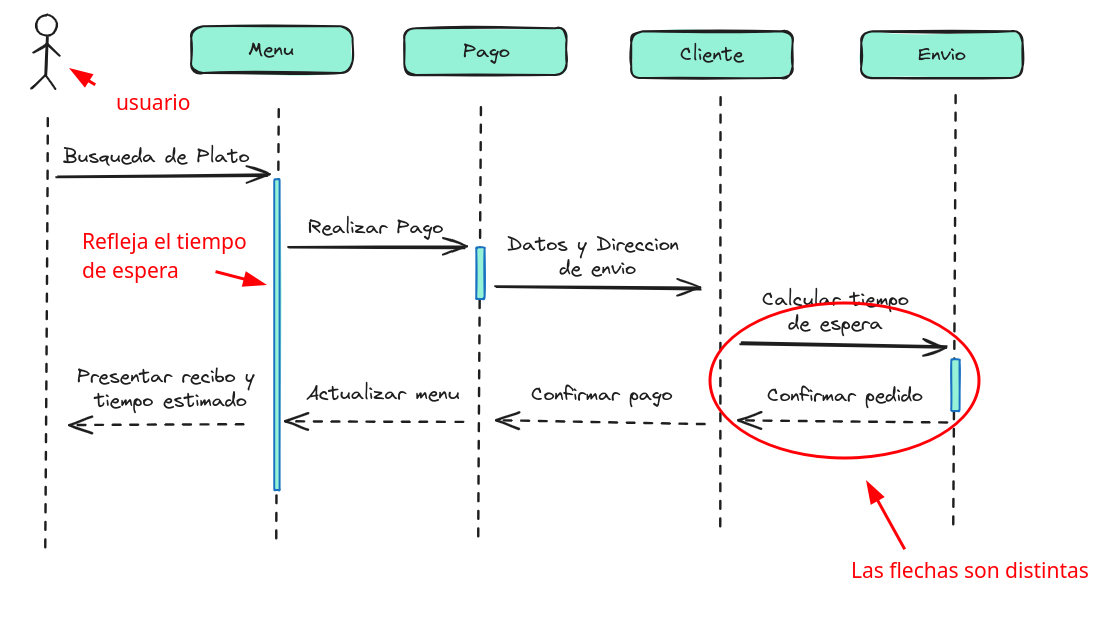 Menu
Pago
Cliente
Envio
usuario
Busqueda de Plato
Realizar Pago
Refleja el tiempo
de espera
Datos y Direccion
de envio
Calcular tiempo
de espera
Presentar recibo y
tiempo estimado
Actualizar menu
Confirmar pago
Confirmar pedido
Las flechas son distintas